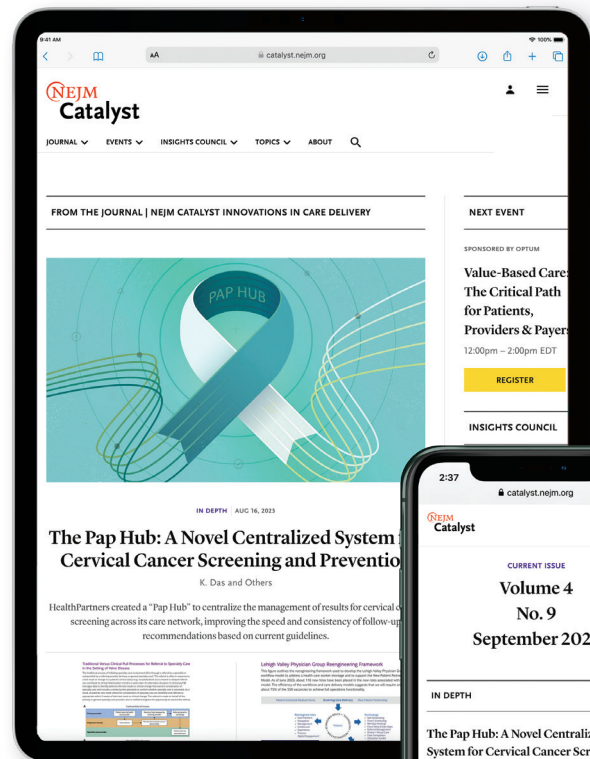 9:41 AM
100%
AA
catalyst.nejm.org
NEJM
Catalyst
JOURNAL
EVENTS
INSIGHTS COUNCIL
TOPICS
ABOUT
FROM THE JOURNAL | NEJM CATALYST INNOVATIONS IN CARE DELIVERY
PAP HUB
IN DEPTH AUG 16, 2023
The Pap Hub: A Novel Centralized System
Cervical Cancer Screening and Preventio
K. Das and Others
HealthPartners created a "Pap Hub" to centralize the management of results for cervical c
screening across its care network, improving the speed and consistency of follow-up
recommendations based on current guidelines.
Traditional Versus Clinical Pull Processes for Referral to Specialty Care
Lehigh Valley Physician Group Reengineering Framework
NEXT EVENT
SPONSORED BY OPTUM
Value-Based Care:
The Critical Path
for Patients,
Providers & Payers
12:00pm – 2:00pm EDT
REGISTER
INSIGHTS COUNCIL
2:37
catalyst.nejm.org
NEJM
Catalyst
CURRENT ISSUE
Volume 4
No. 9
September 202
IN DEPTH
The Pap Hub: A Novel Centraliz
System for Cervical Cancer Scr